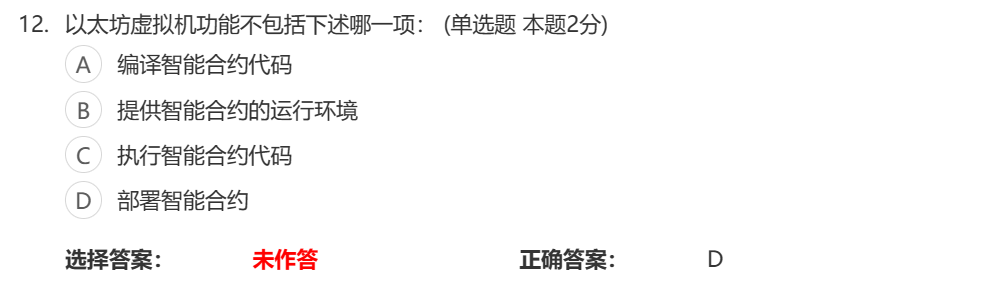 12. 以太坊虚拟机功能不包括下述哪一项： (单选题 本题2分)
A 编译智能合约代码
B 提供智能合约的运行环境
C 执行智能合约代码
D 部署智能合约
选择答案： 未作答 正确答案： D